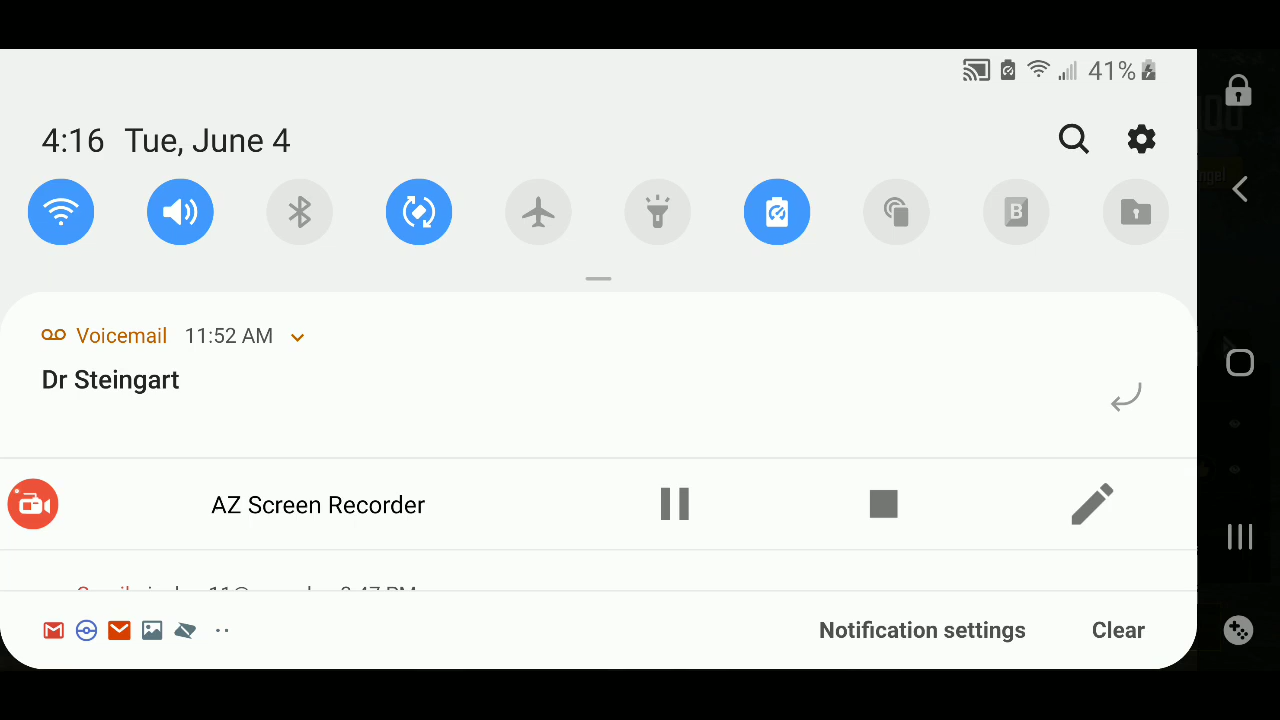 41%
4:16 Tue, June 4
B
Voicemail 11:52 AM
Dr Steingart
AZ Screen Recorder
Notification settings
Clear